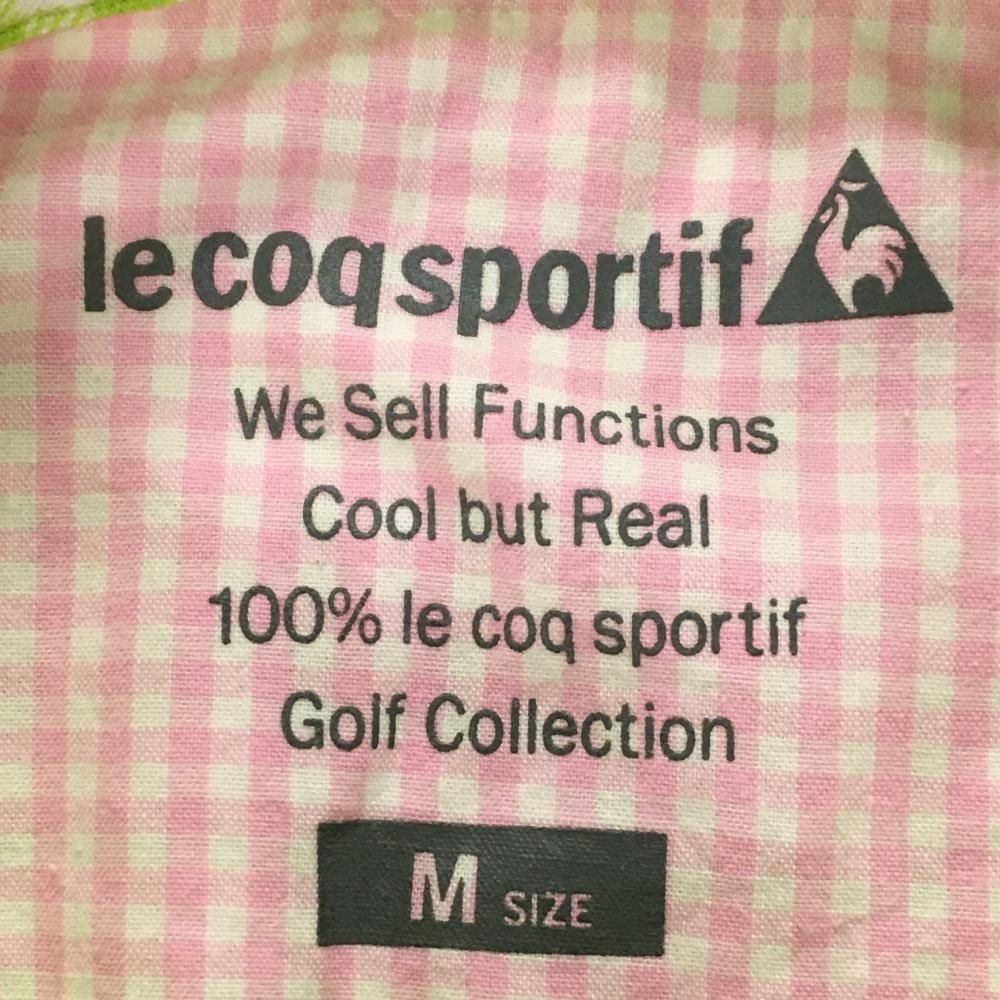 le coq sportif
We Sell Functions
Cool but Real
100% le coq sportif
Golf Collection
M SIZE